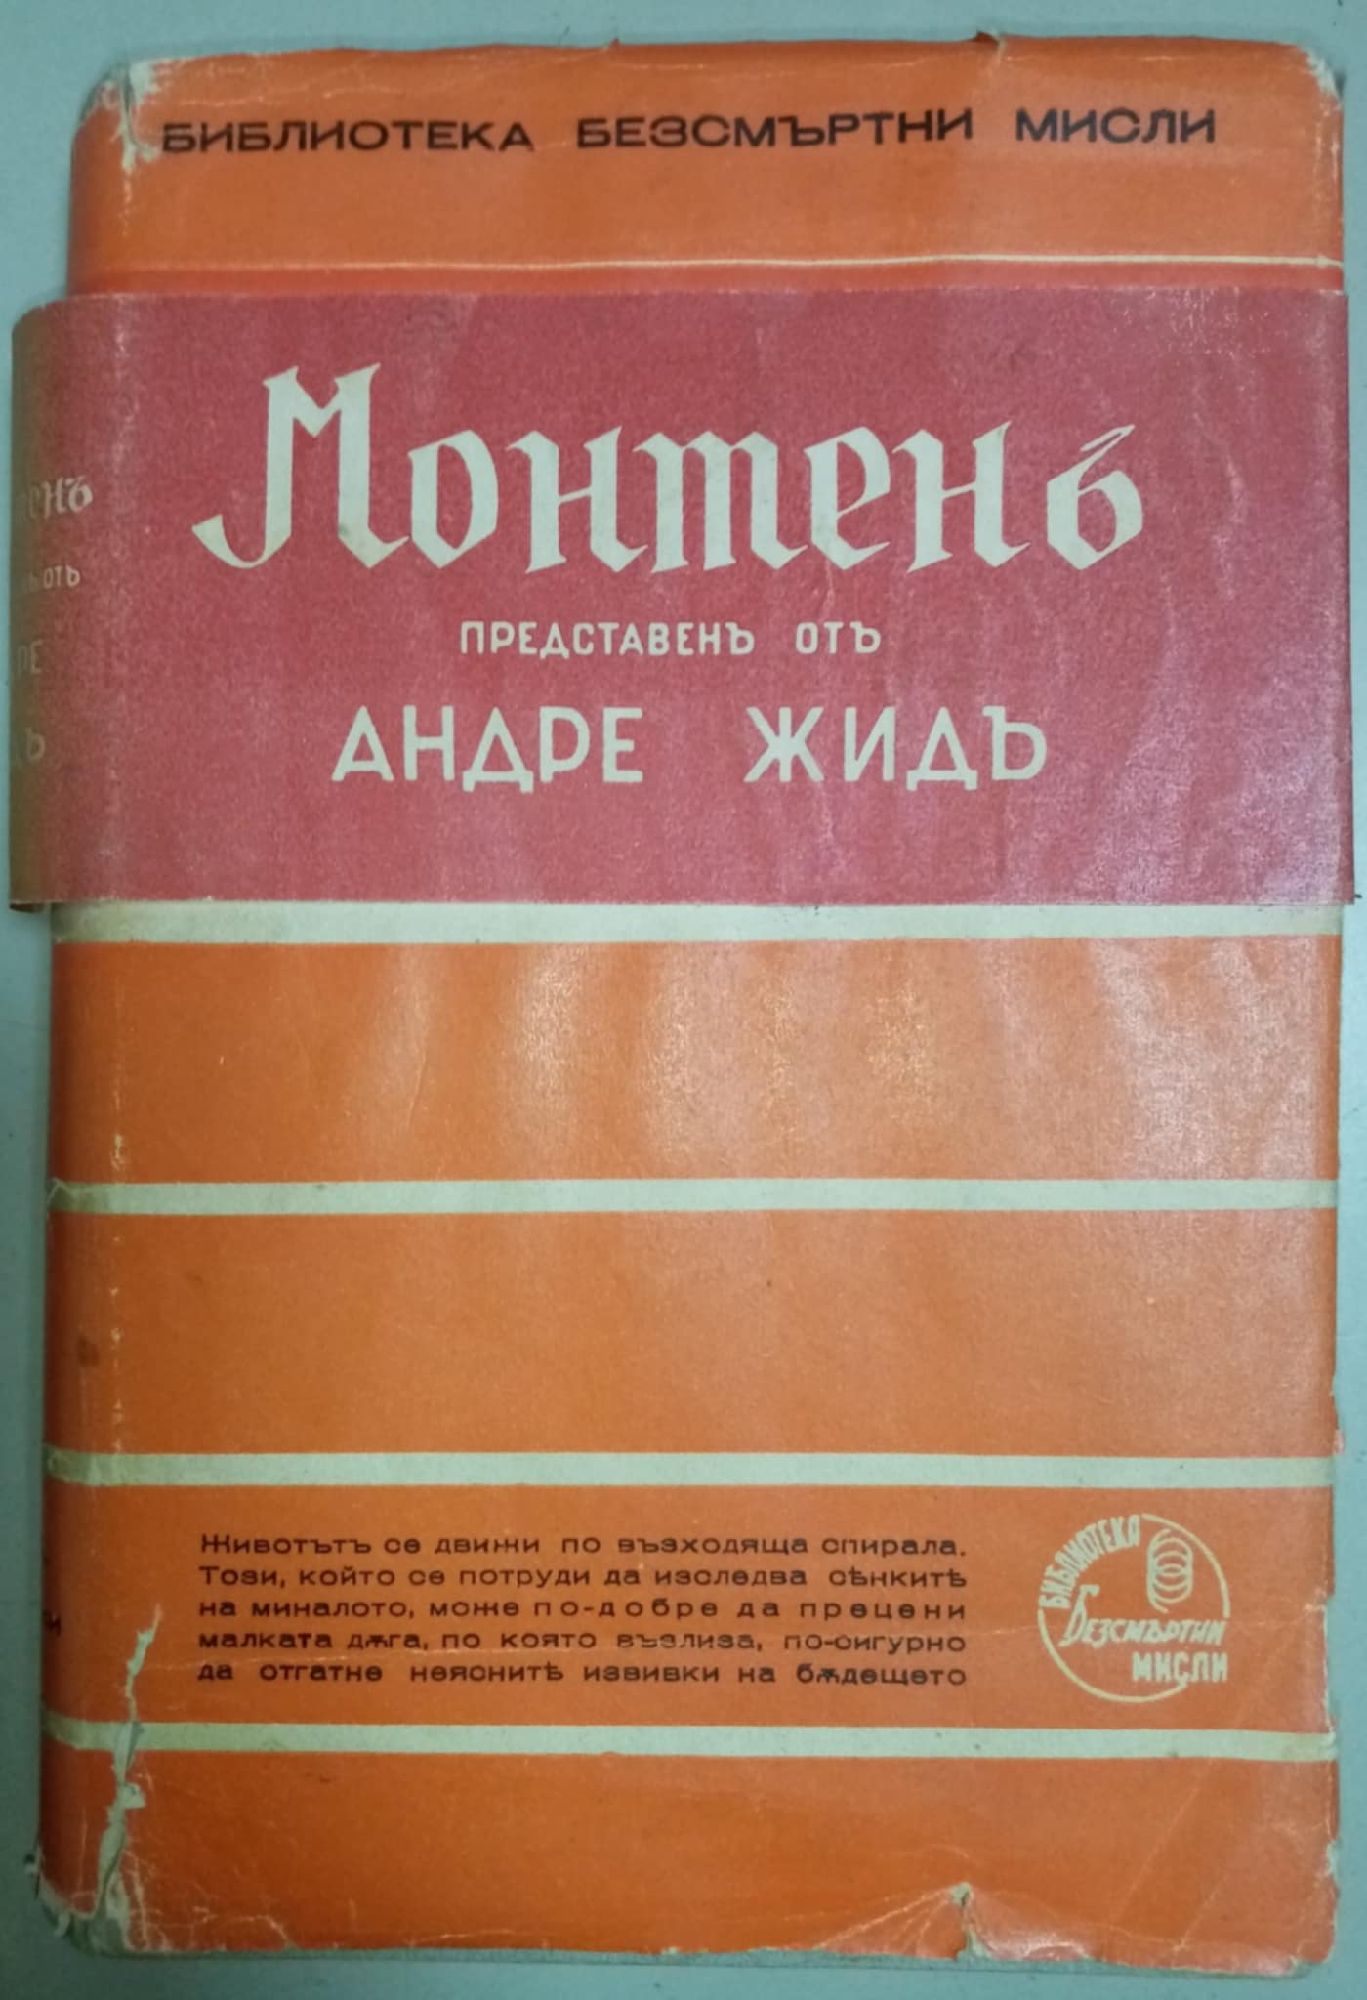 БИБЛИОТЕКА БЕЗСМЪРТНИ МИСЛИ
Монтенъ
ПРЕДСТАВЕНЪ ОТЪ
АНДРЕ ЖИДЪ
Животътъ се движи по възходяща спирала.
Този, който се потруди да изследва сѣнкитѣ
на миналото, може по-добре да прецени
малката дѫга, по която възлиза, по-сигурно
да отгатне неяснитѣ извивки на бѫдещето
БИБЛИОТЕКА
БЕЗСМЪРТНИ
МИСЛИ